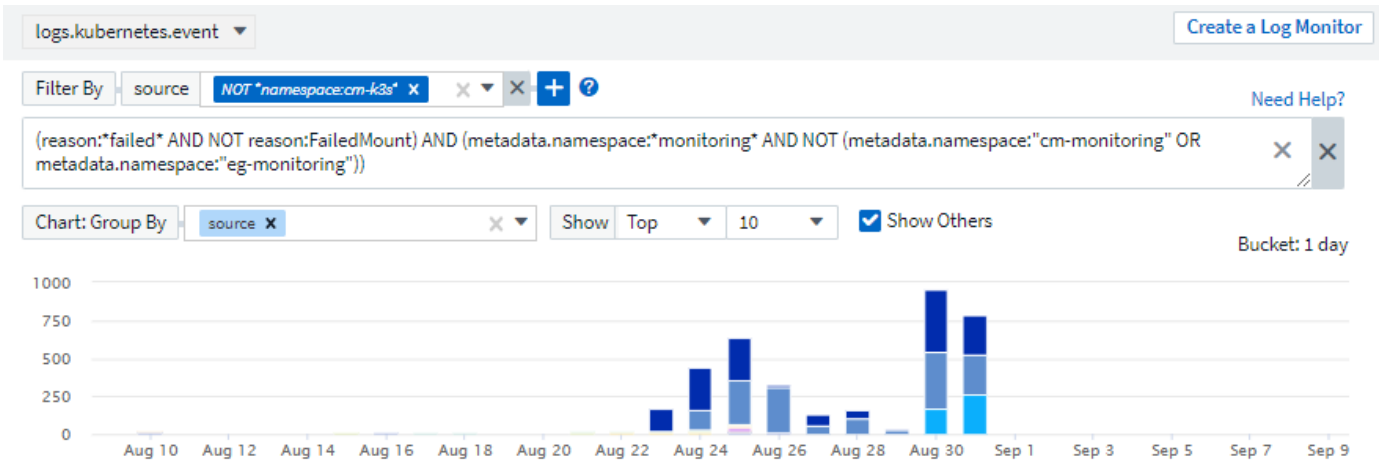 logs.kubernetes.event
Create a Log Monitor
Filter By source NOT "namespace:cm-k3s" X
Need Help?
(reason:*failed* AND NOT reason:FailedMount) AND (metadata.namespace:*monitoring* AND NOT (metadata.namespace:"cm-monitoring" OR
metadata.namespace:"eg-monitoring"))
Chart: Group By source X Show Top 10 Show Others
Bucket: 1 day
1000
750
500
250
0
Aug 10 Aug 12 Aug 14 Aug 16 Aug 18 Aug 20 Aug 22 Aug 24 Aug 26 Aug 28 Aug 30 Sep 1 Sep 3 Sep 5 Sep 7 Sep 9